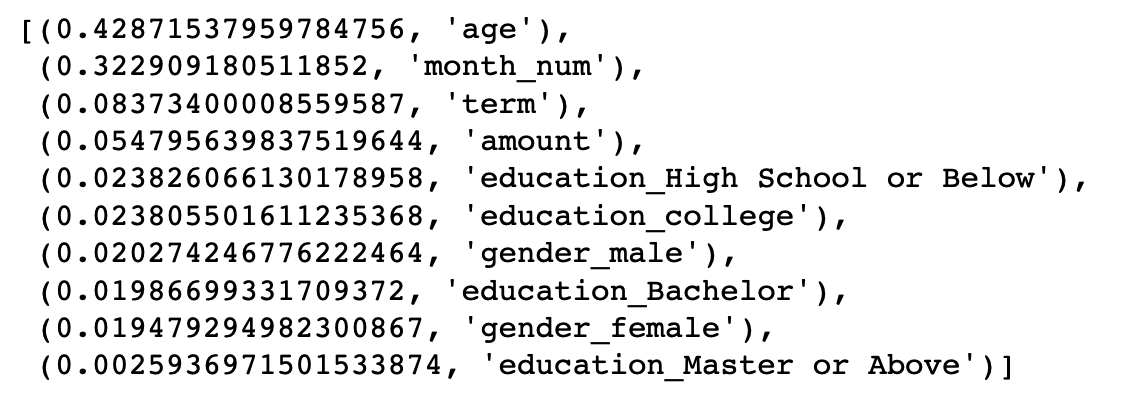 [(0.42871537959784756, 'age'),
(0.322909180511852, 'month_num'),
(0.08373400008559587, 'term'),
(0.054795639837519644, 'amount'),
(0.023826066130178958, 'education_High School or Below'),
(0.023805501611235368, 'education_college'),
(0.020274246776222464, 'gender_male'),
(0.01986699331709372, 'education_Bachelor'),
(0.019479294982300867, 'gender_female'),
(0.0025936971501533874, 'education_Master or Above')]